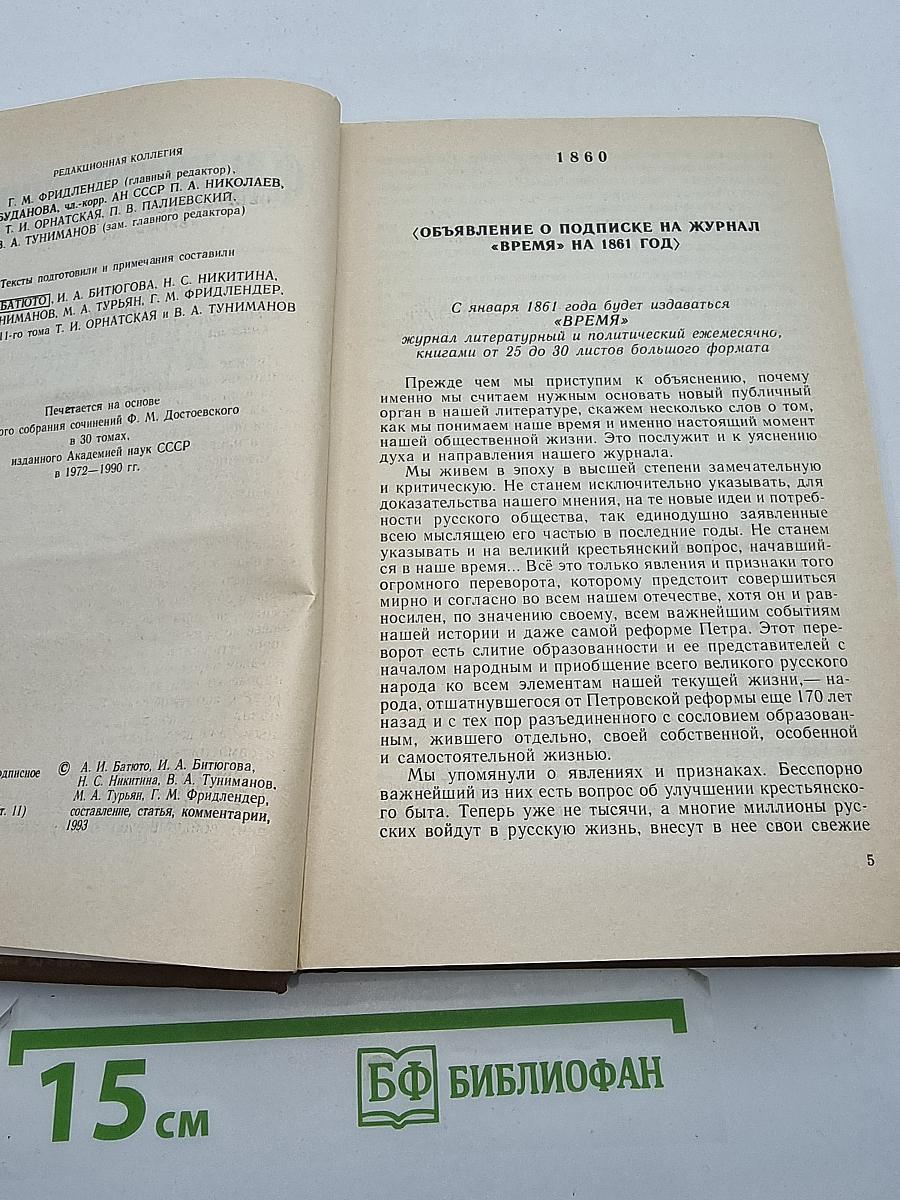 РЕДАКЦИОННАЯ КОЛЛЕГИЯ
Г. М. ФРИДЛЕНДЕР (главный редактор),
БУДАНОВА, чл.-корр. АН СССР П. А. НИКОЛАЕВ,
Т. И. ОРНАТСКАЯ, П. В. ПАЛИЕВСКИЙ,
В. А. ТУНИМАНОВ (зам. главного редактора)
Тексты подготовили и примечания составили
БАТЮТО, И. А. БИТЮГОВА, Н. С. НИКИТИНА,
НИМАНОВ, М. А. ТУРЬЯН, Г. М. ФРИДЛЕНДЕР,
11-го тома Т. И. ОРНАТСКАЯ и В. А. ТУНИМАНОВ
Печатается на основе
ого собрания сочинений Ф. М. Достоевского
в 30 томах,
изданного Академией наук СССР
в 1972—1990 гг.
одписное
т. 11)
© А. И. Батюто, И. А. Битюгова,
Н. С. Никитина, В. А. Туниманов,
М. А. Турьян, Г. М. Фридлендер,
составление, статья, комментарии,
1993
1860
〈ОБЪЯВЛЕНИЕ О ПОДПИСКЕ НА ЖУРНАЛ
«ВРЕМЯ» НА 1861 ГОД〉
С января 1861 года будет издаваться
«ВРЕМЯ»
журнал литературный и политический ежемесячно,
книгами от 25 до 30 листов большого формата
Прежде чем мы приступим к объяснению, почему
именно мы считаем нужным основать новый публичный
орган в нашей литературе, скажем несколько слов о том,
как мы понимаем наше время и именно настоящий момент
нашей общественной жизни. Это послужит и к уяснению
духа и направления нашего журнала.
Мы живем в эпоху в высшей степени замечательную
и критическую. Не станем исключительно указывать, для
доказательства нашего мнения, на те новые идеи и потреб-
ности русского общества, так единодушно заявленные
всею мыслящею его частью в последние годы. Не станем
указывать и на великий крестьянский вопрос, начавший-
ся в наше время... Всё это только явления и признаки того
огромного переворота, которому предстоит совершиться
мирно и согласно во всем нашем отечестве, хотя он и рав-
носилен, по значению своему, всем важнейшим событиям
нашей истории и даже самой реформе Петра. Этот пере-
ворот есть слитие образованности и ее представителей с
началом народным и приобщение всего великого русского
народа ко всем элементам нашей текущей жизни,— на-
рода, отшатнувшегося от Петровской реформы еще 170 лет
назад и с тех пор разъединенного с сословием образован-
ным, жившего отдельно, своей собственной, особенной
и самостоятельной жизнью.
Мы упомянули о явлениях и признаках. Бесспорно
важнейший из них есть вопрос об улучшении крестьянско-
го быта. Теперь уже не тысячи, а многие миллионы рус-
ских войдут в русскую жизнь, внесут в нее свои свежие
5
15 см
БФ БИБЛИОФАН